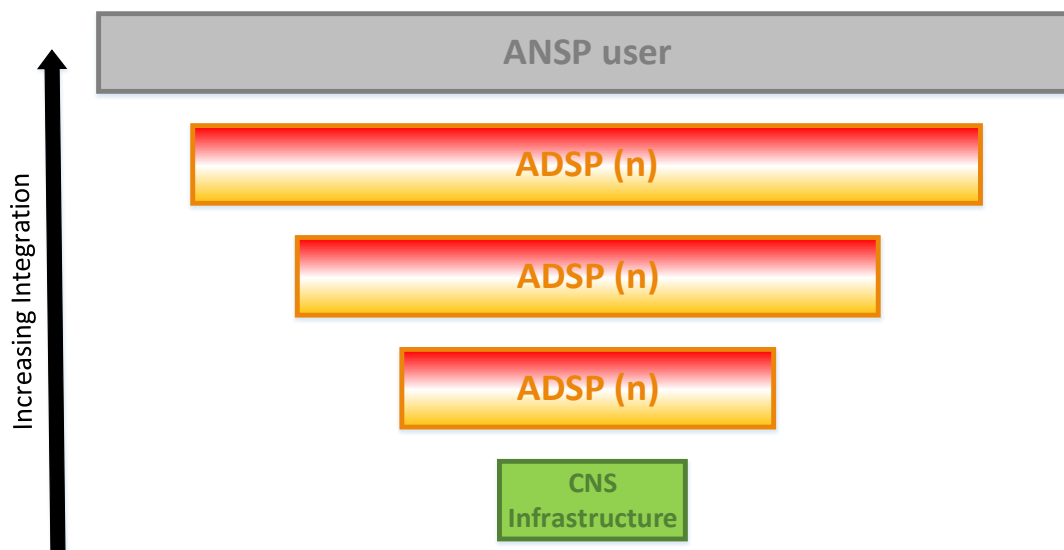 ANSP user
ADSP (n)
ADSP (n)
ADSP (n)
CNS
Infrastructure
Increasing Integration